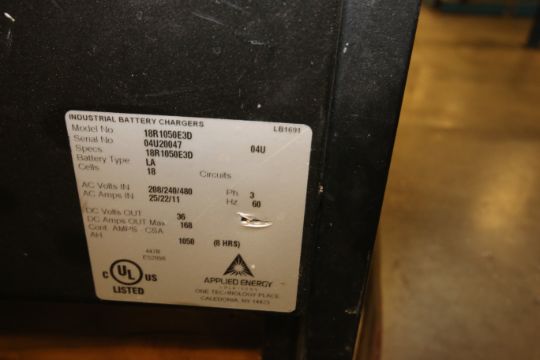 INDUSTRIAL BATTERY CHARGERS LB1691
Model No 18R1050E3D
Serial No 04U20047 04U
Specs 18R1050E3D
Battery Type LA
Cells 18 Circuits
AC Volts IN 208/240/480 Ph 3
AC Amps IN 25/22/11 Hz 60
DC Volts OUT 36
DC Amps OUT Max 168
Cont. AMPS - CSA
AH 1050 (8 HRS)
C UL US
LISTED
APPLIED ENERGY
SOLUTIONS
ONE TECHNOLOGY PLACE
CALEDONIA, NY 14423